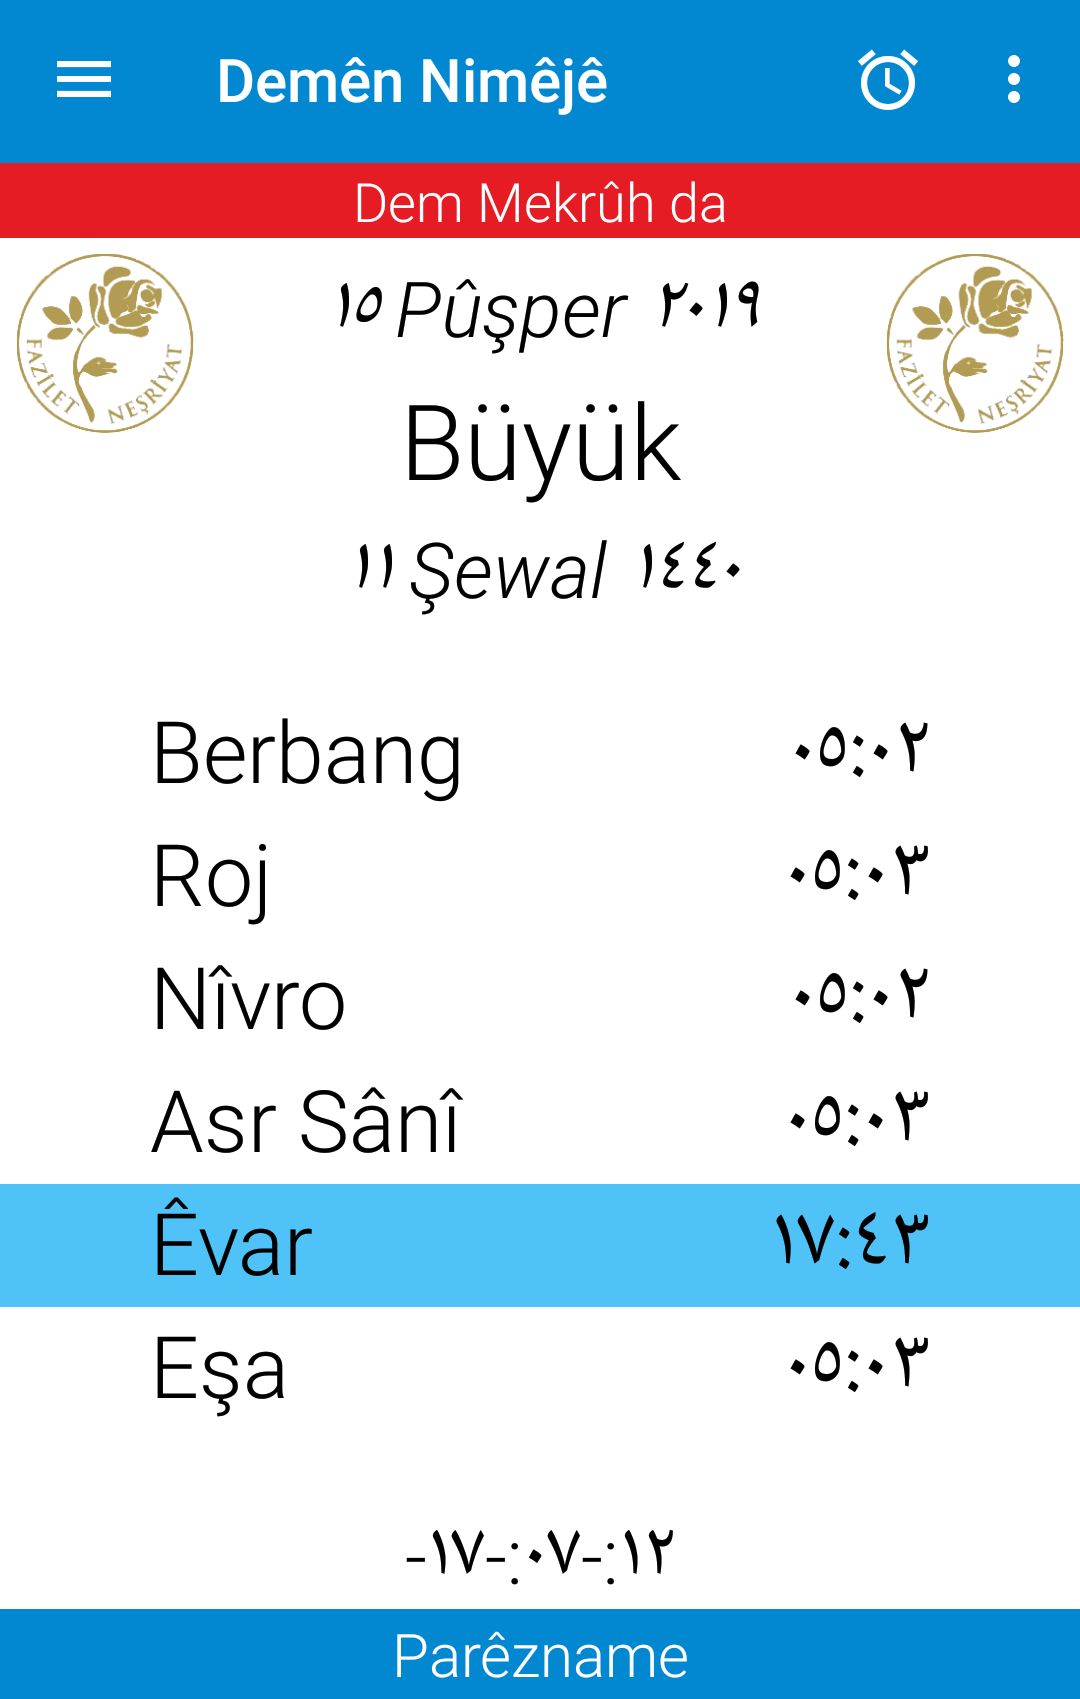 Demên Nimêjê
Dem Mekrûh da
١٥ Pûşper ٢٠١٩
FAZİLET NEŞRİYAT
FAZİLET NEŞRİYAT
Büyük
١١ Şewal ١٤٤٠
Berbang ٠٥:٠٢
Roj ٠٥:٠٣
Nîvro ٠٥:٠٢
Asr Sânî ٠٥:٠٣
Êvar ١٧:٤٣
Eşa ٠٥:٠٣
-١٧-:٠٧-:١٢
Parêzname